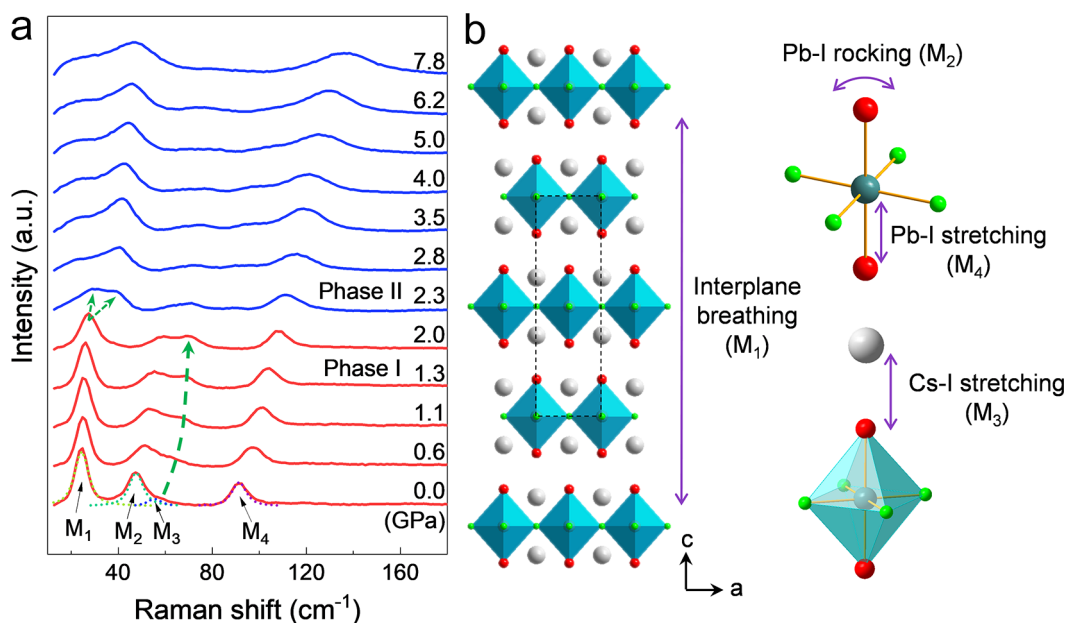 a
Intensity (a.u.)
7.8
6.2
5.0
4.0
3.5
2.8
Phase II
2.3
2.0
Phase I
1.3
1.1
0.6
0.0
(GPa)
M₁
M₂
M₃
M₄
40
80
120
160
Raman shift (cm⁻¹)
b
Interplane
breathing
(M₁)
c
a
Pb-I rocking (M₂)
Pb-I stretching
(M₄)
Cs-I stretching
(M₃)